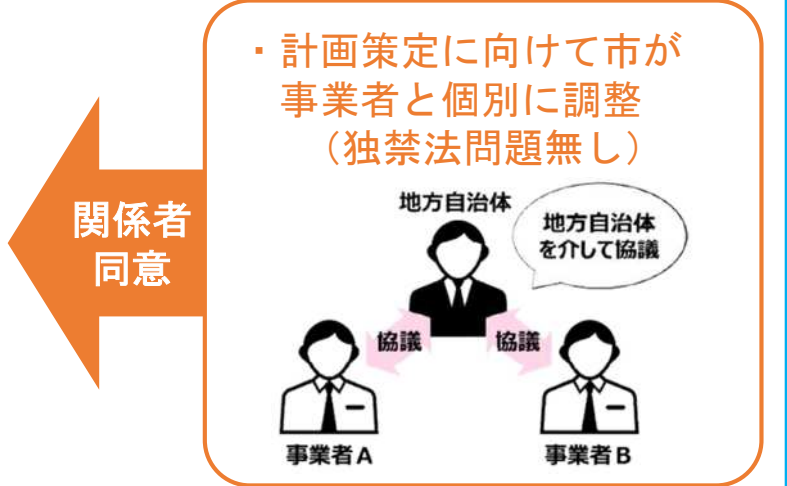 ・計画策定に向けて市が
事業者と個別に調整
（独禁法問題無し）
関係者
同意
地方自治体
地方自治体
を介して協議
協議
協議
事業者A
事業者B